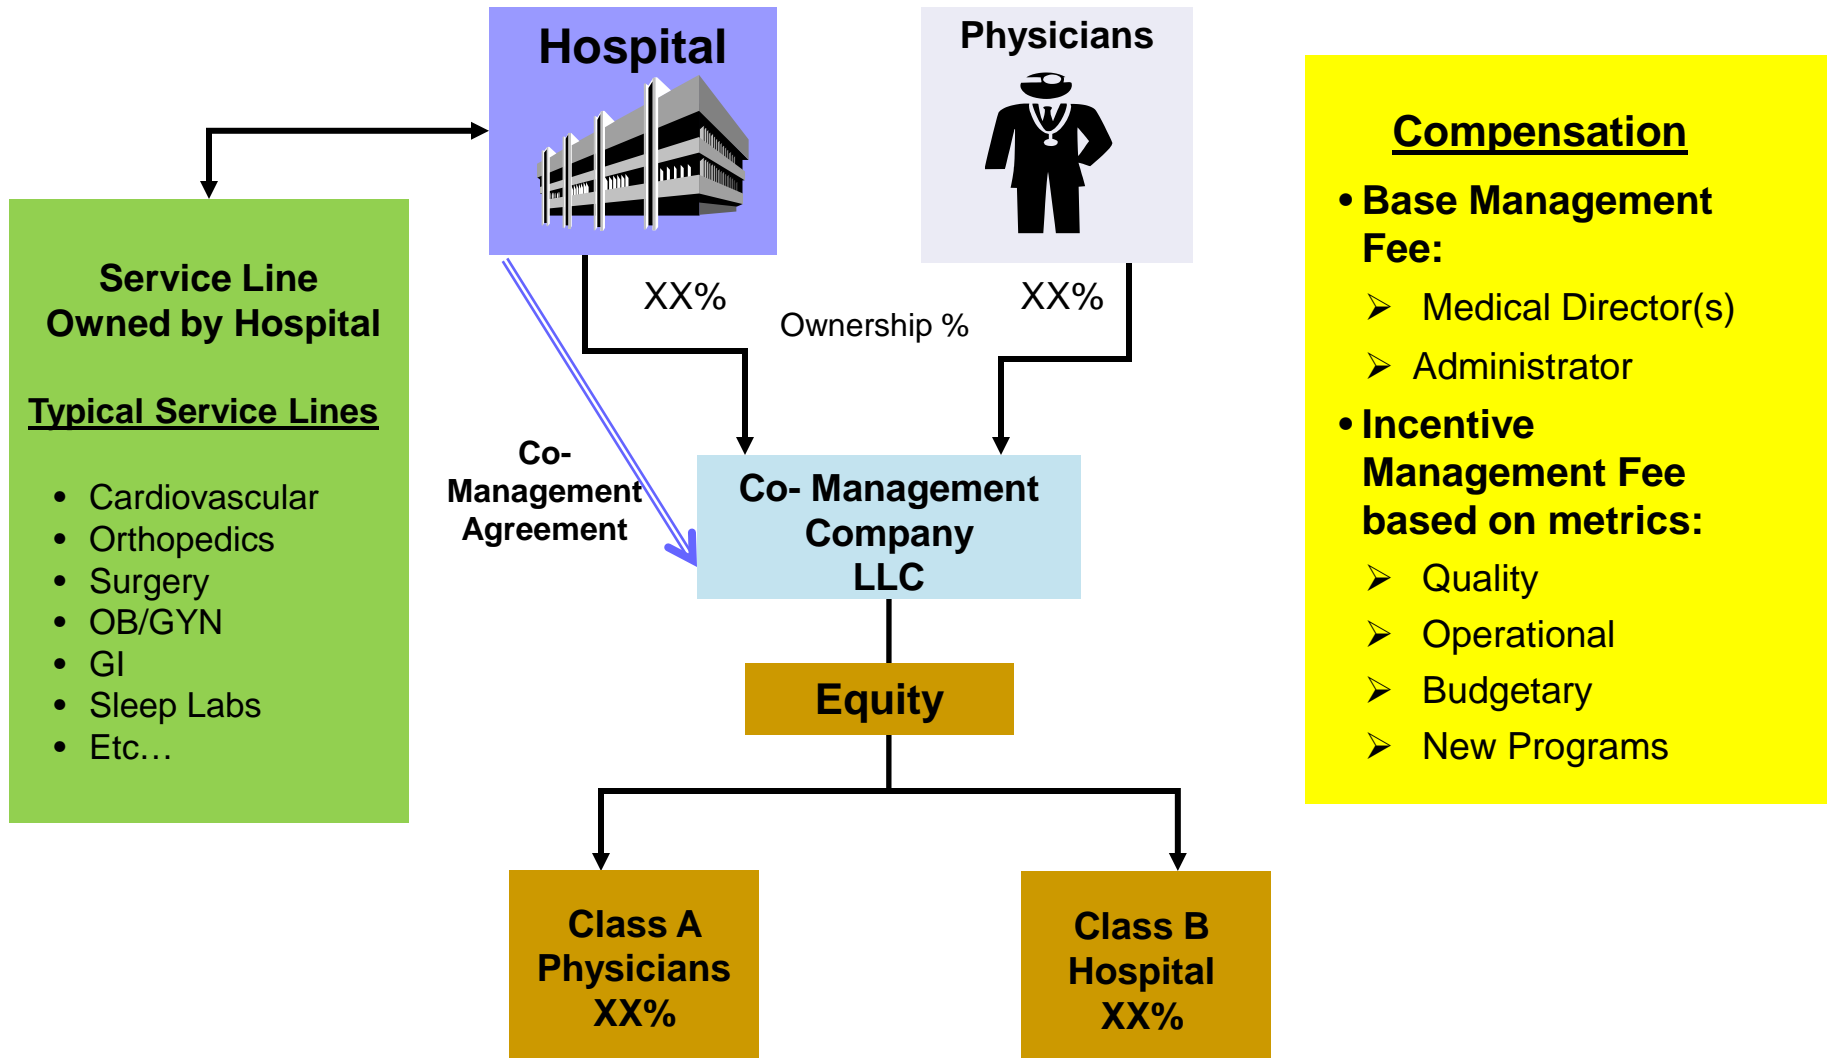 Hospital
Physicians
XX%
XX%
Ownership %
Service Line
Owned by Hospital
Typical Service Lines
• Cardiovascular
• Orthopedics
• Surgery
• OB/GYN
• GI
• Sleep Labs
• Etc…
Co-
Management
Agreement
Co- Management
Company
LLC
Equity
Class A
Physicians
XX%
Class B
Hospital
XX%
Compensation
• Base Management
Fee:
➢ Medical Director(s)
➢ Administrator
• Incentive
Management Fee
based on metrics:
➢ Quality
➢ Operational
➢ Budgetary
➢ New Programs